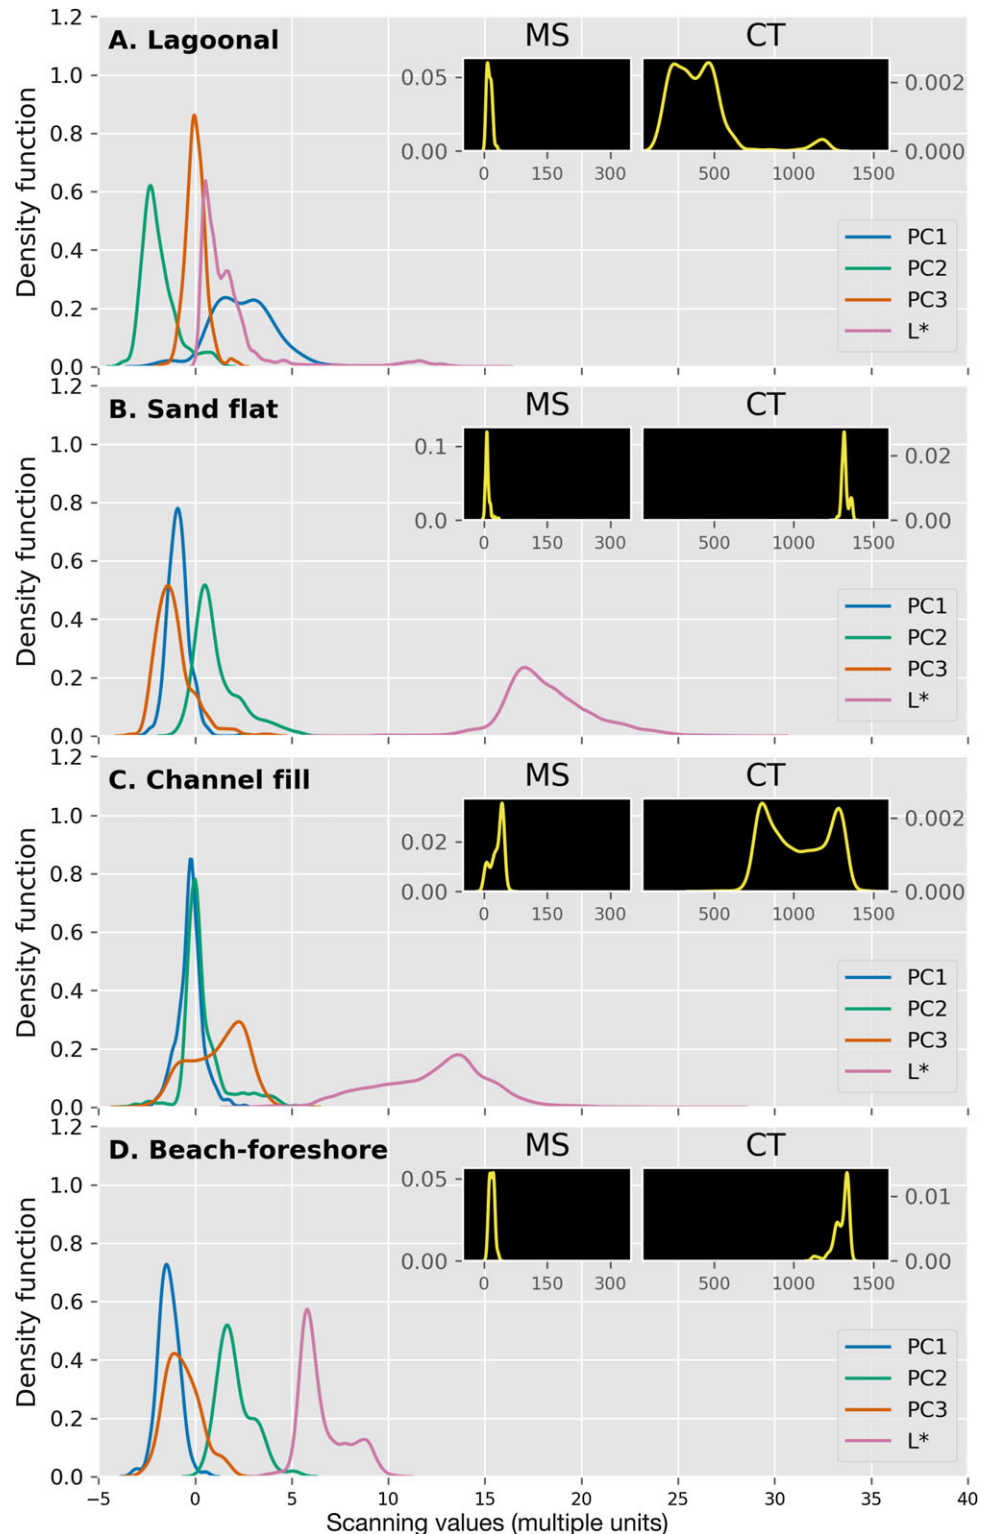 A. Lagoonal
MS
CT
Density function
1.2
1.0
0.8
0.6
0.4
0.2
0.0
0.05
0.00
0 150 300
500 1000 1500
0.002
0.000
PC1
PC2
PC3
L*
B. Sand flat
MS
CT
Density function
1.2
1.0
0.8
0.6
0.4
0.2
0.0
0.1
0.0
0 150 300
500 1000 1500
0.02
0.00
PC1
PC2
PC3
L*
C. Channel fill
MS
CT
Density function
1.2
1.0
0.8
0.6
0.4
0.2
0.0
0.02
0.00
0 150 300
500 1000 1500
0.002
0.000
PC1
PC2
PC3
L*
D. Beach-foreshore
MS
CT
Density function
1.2
1.0
0.8
0.6
0.4
0.2
0.0
0.05
0.00
0 150 300
500 1000 1500
0.01
0.00
PC1
PC2
PC3
L*
−5 0 5 10 15 20 25 30 35 40
Scanning values (multiple units)